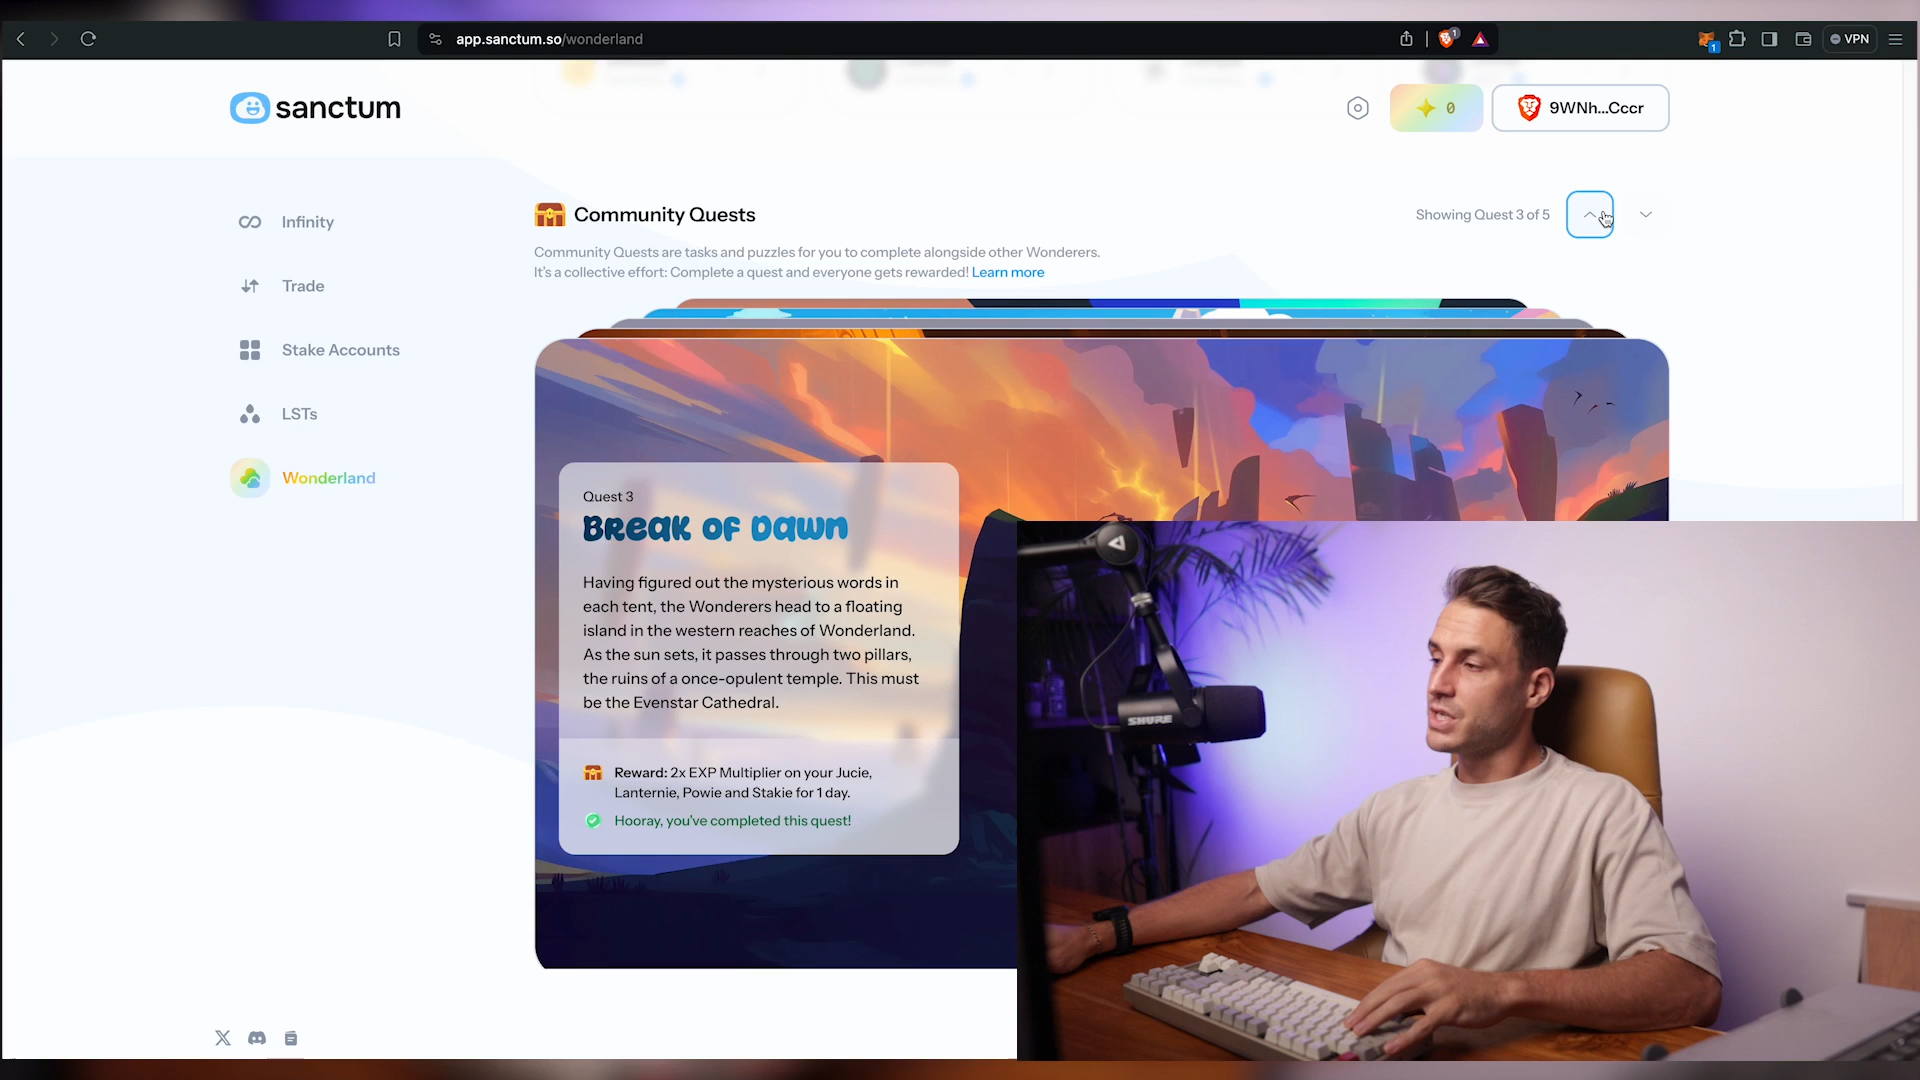 app.sanctum.so/wonderland
1
1
VPN
sanctum
0
9WNh...Cccr
Infinity
Trade
Stake Accounts
LSTs
Wonderland
Community Quests
Showing Quest 3 of 5
Community Quests are tasks and puzzles for you to complete alongside other Wonderers.
It's a collective effort: Complete a quest and everyone gets rewarded! Learn more
Quest 3
Break of Dawn
Having figured out the mysterious words in
each tent, the Wonderers head to a floating
island in the western reaches of Wonderland.
As the sun sets, it passes through two pillars,
the ruins of a once-opulent temple. This must
be the Evenstar Cathedral.
Reward: 2x EXP Multiplier on your Jucie,
Lanternie, Powie and Stakie for 1 day.
Hooray, you've completed this quest!
SHURE